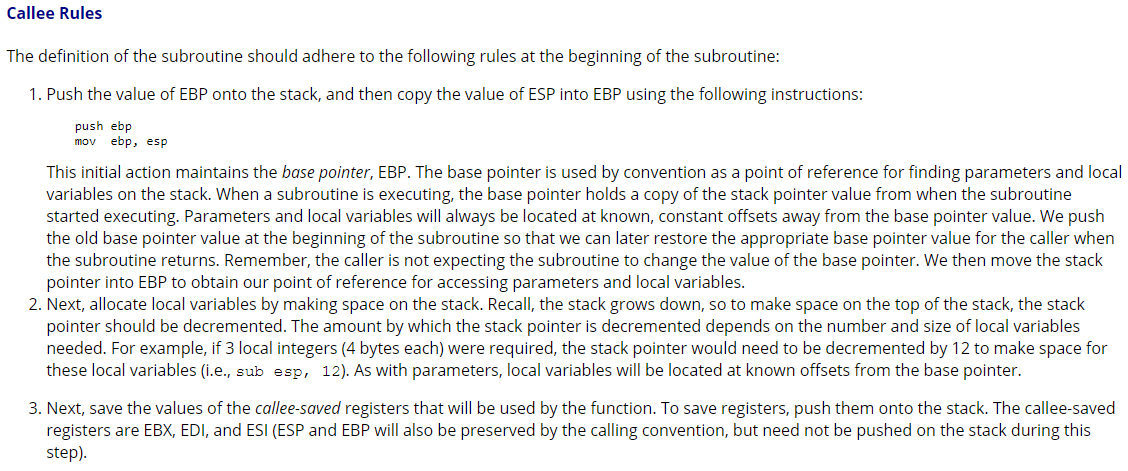 Callee Rules
The definition of the subroutine should adhere to the following rules at the beginning of the subroutine:
1. Push the value of EBP onto the stack, and then copy the value of ESP into EBP using the following instructions:
push ebp
mov  ebp, esp
This initial action maintains the base pointer, EBP. The base pointer is used by convention as a point of reference for finding parameters and local
variables on the stack. When a subroutine is executing, the base pointer holds a copy of the stack pointer value from when the subroutine
started executing. Parameters and local variables will always be located at known, constant offsets away from the base pointer value. We push
the old base pointer value at the beginning of the subroutine so that we can later restore the appropriate base pointer value for the caller when
the subroutine returns. Remember, the caller is not expecting the subroutine to change the value of the base pointer. We then move the stack
pointer into EBP to obtain our point of reference for accessing parameters and local variables.
2. Next, allocate local variables by making space on the stack. Recall, the stack grows down, so to make space on the top of the stack, the stack
pointer should be decremented. The amount by which the stack pointer is decremented depends on the number and size of local variables
needed. For example, if 3 local integers (4 bytes each) were required, the stack pointer would need to be decremented by 12 to make space for
these local variables (i.e., sub esp, 12). As with parameters, local variables will be located at known offsets from the base pointer.
3. Next, save the values of the callee-saved registers that will be used by the function. To save registers, push them onto the stack. The callee-saved
registers are EBX, EDI, and ESI (ESP and EBP will also be preserved by the calling convention, but need not be pushed on the stack during this
step).